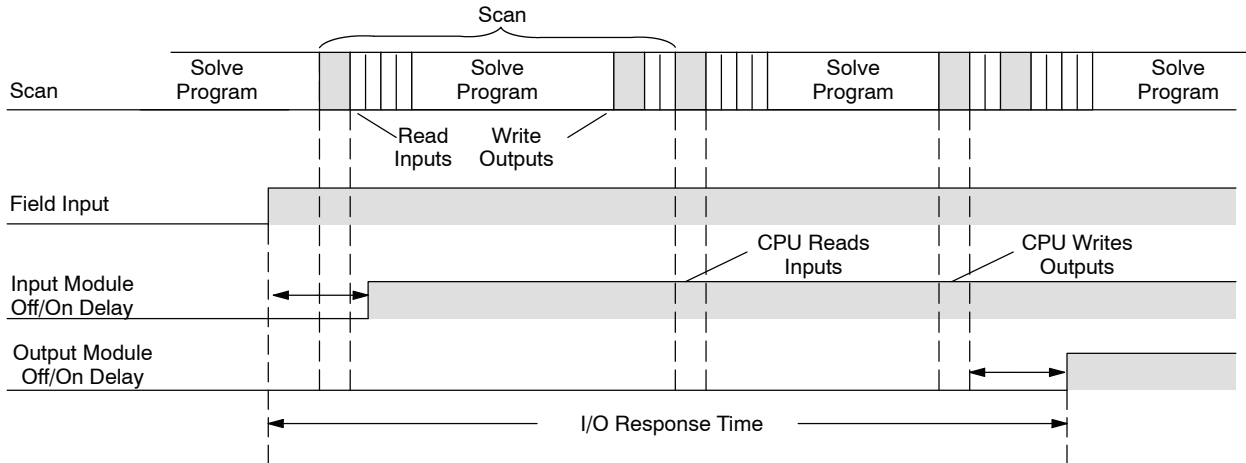 Scan
Scan
Solve
Program
Solve
Program
Solve
Program
Solve
Program
Read
Inputs
Write
Outputs
Field Input
Input Module
Off/On Delay
CPU Reads
Inputs
CPU Writes
Outputs
Output Module
Off/On Delay
I/O Response Time